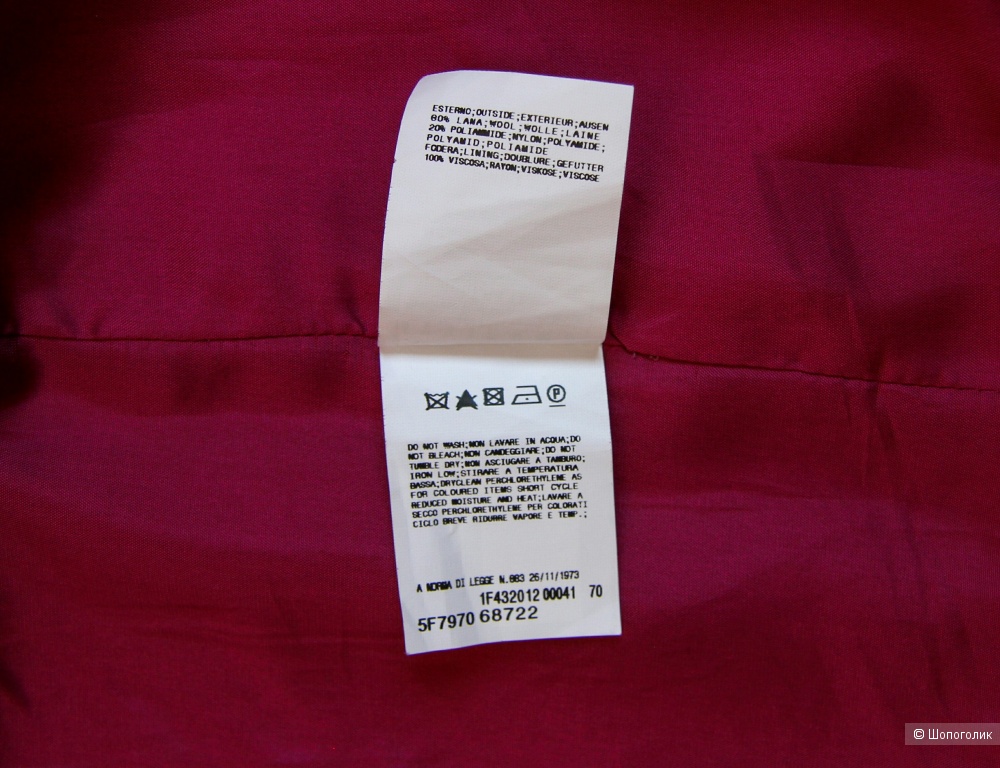 ESTERNO;OUTSIDE;EXTERIEUR;AUSEN
80% LANA;WOOL;WOLLE;LAINE
20% POLIAMMIDE;NYLON;POLYAMIDE;
POLYAMID;POLIAMIDE
FODERA;LINING;DOUBLURE;GEFUTTER
100% VISCOSA;RAYON;VISKOSE;VISCOSE
P
DO NOT WASH;NON LAVARE IN ACQUA;DO
NOT BLEACH;NON CANDEGGIARE;DO NOT
TUMBLE DRY;NON ASCIUGARE A TAMBURO;
IRON LOW;STIRARE A TEMPERATURA
BASSA;DRYCLEAN PERCHLORETHYLENE AS
FOR COLOURED ITEMS SHORT CYCLE
REDUCED MOISTURE AND HEAT;LAVARE A
SECCO PERCHLORETHYLENE PER COLORATI
CICLO BREVE RIDURRE VAPORE E TEMP.;
A NORMA DI LEGGE N.883 26/11/1973
1F432012 00041 70
5F7970 68722
© Шопоголик